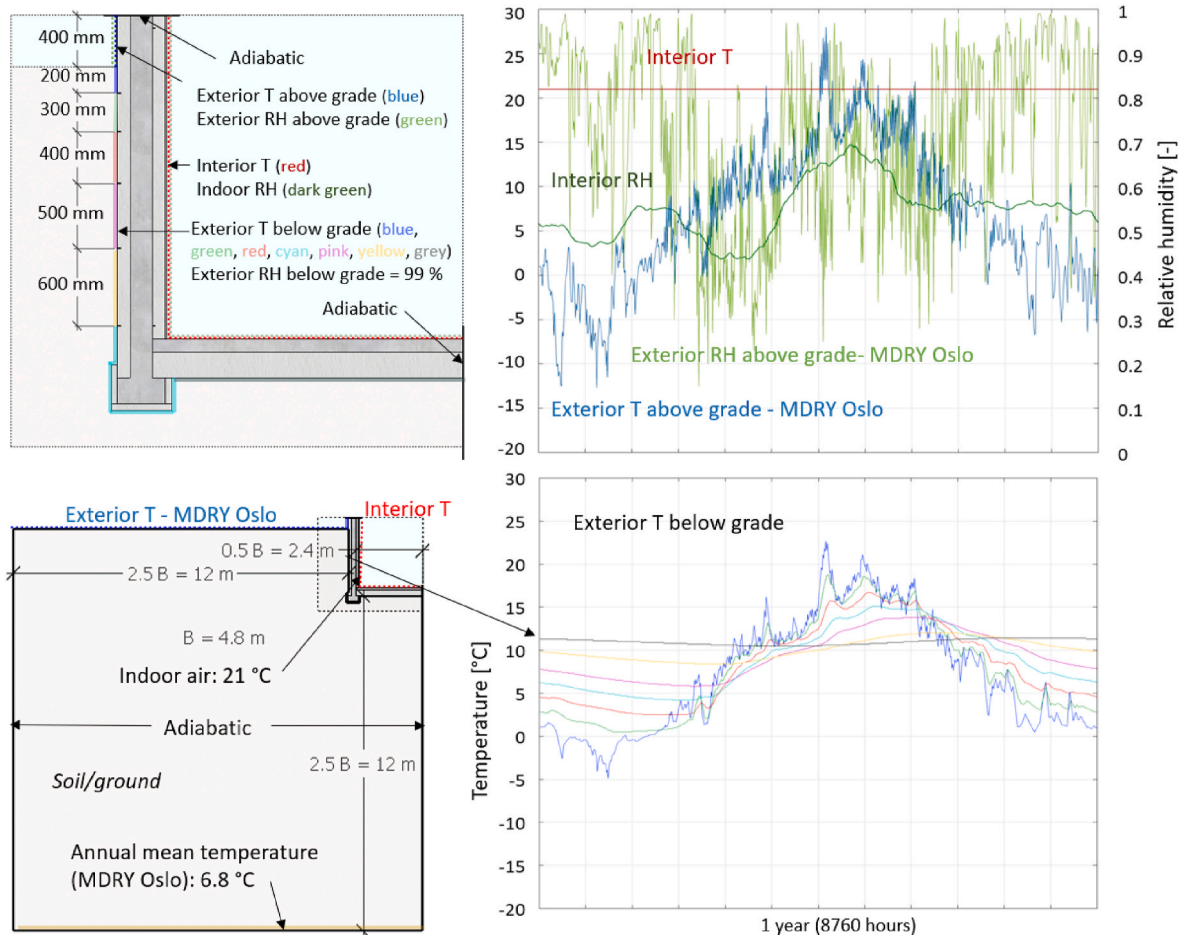 400 mm
200 mm
300 mm
400 mm
500 mm
600 mm
Adiabatic
Exterior T above grade (blue)
Exterior RH above grade (green)
Interior T (red)
Indoor RH (dark green)
Exterior T below grade (blue,
green, red, cyan, pink, yellow, grey)
Exterior RH below grade = 99 %
Adiabatic
30
25
20
15
10
5
0
-5
-10
-15
-20
Interior T
Interior RH
Exterior RH above grade- MDRY Oslo
Exterior T above grade - MDRY Oslo
1
0.9
0.8
0.7
0.6
0.5
0.4
0.3
0.2
0.1
0
Relative humidity [-]
Exterior T - MDRY Oslo
Interior T
0.5 B = 2.4 m
2.5 B = 12 m
B = 4.8 m
Indoor air: 21 °C
Adiabatic
2.5 B = 12 m
Soil/ground
Annual mean temperature
(MDRY Oslo): 6.8 °C
Temperature [°C]
30
25
20
15
10
5
0
-5
-10
-15
-20
Exterior T below grade
1 year (8760 hours)